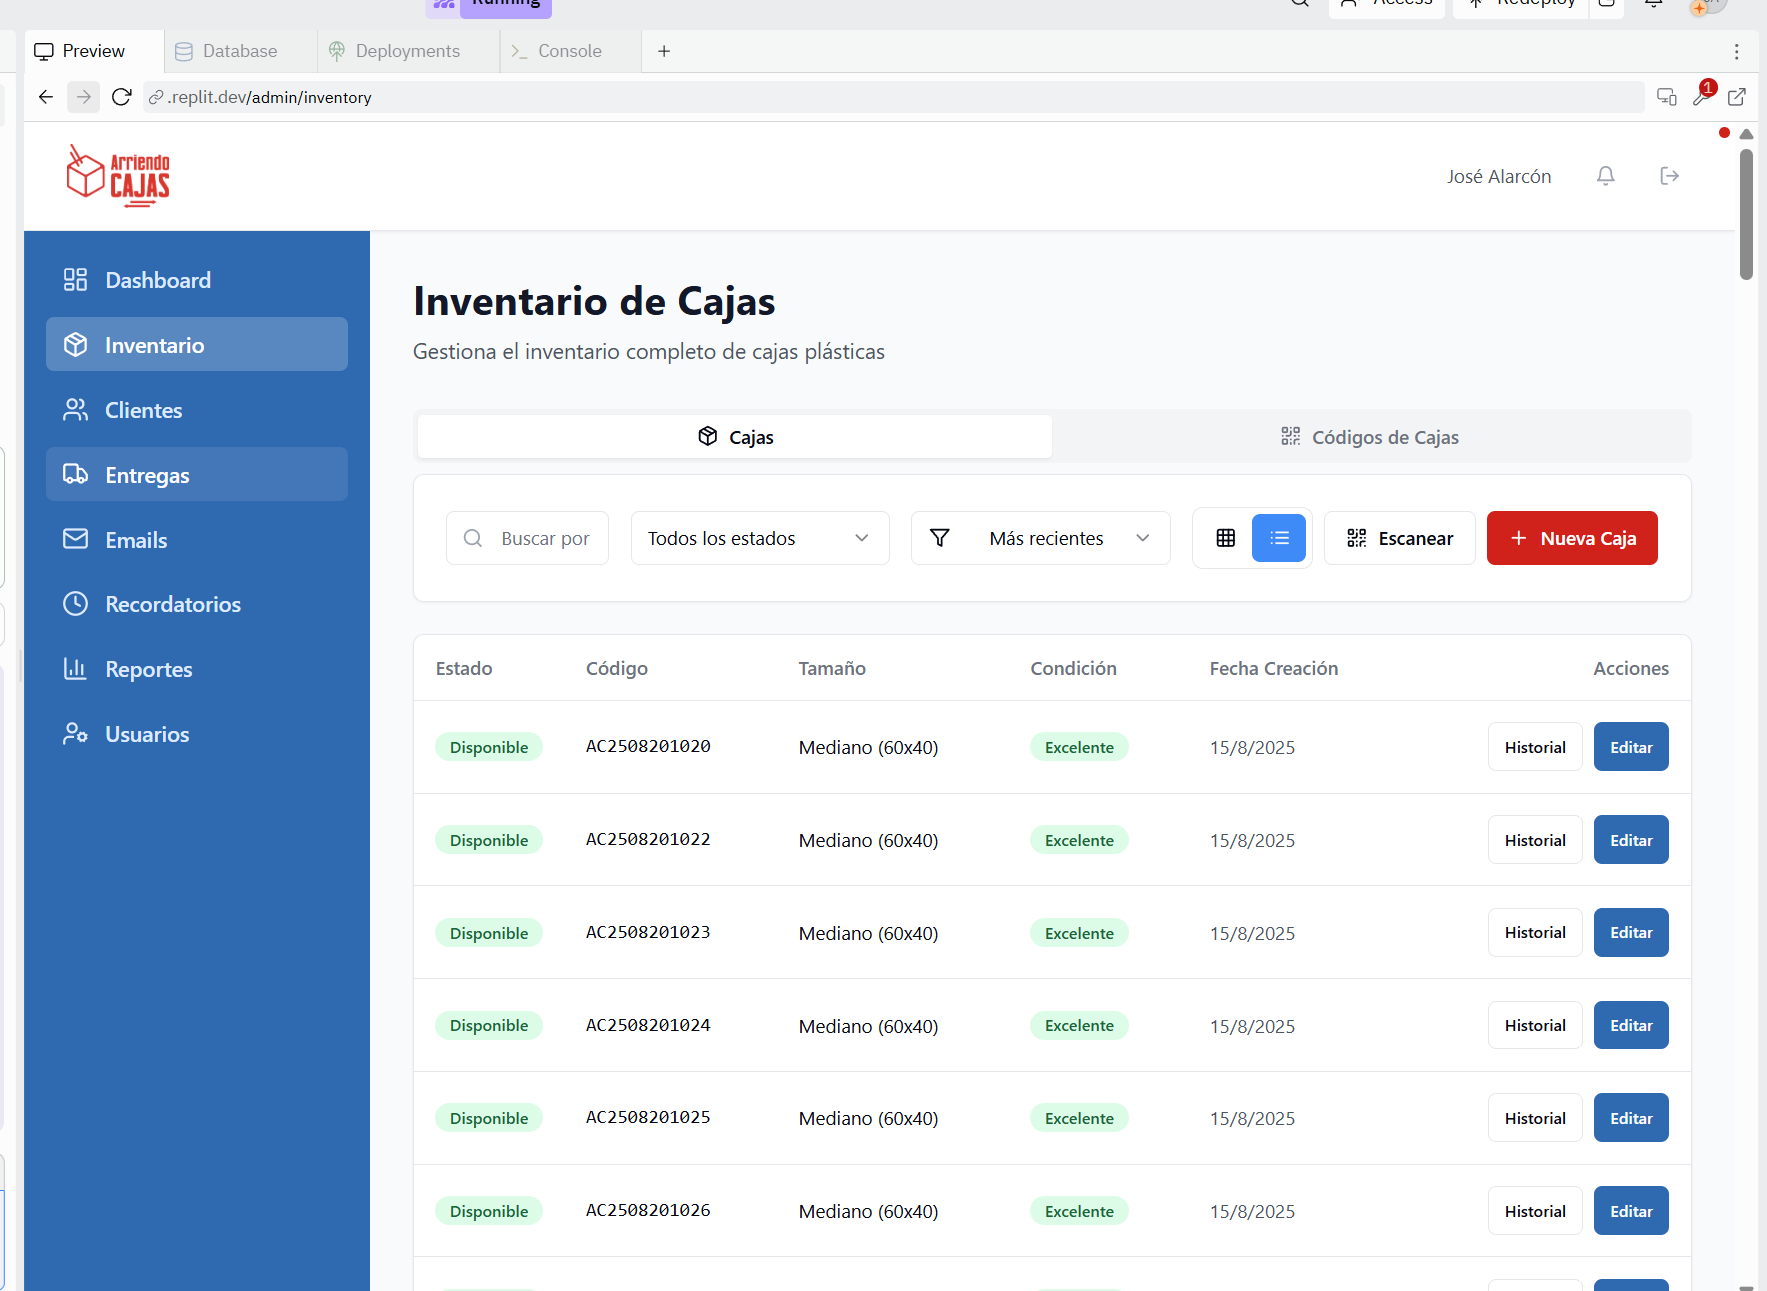 Running
Access
Redeploy
Preview
Database
Deployments
Console
.replit.dev/admin/inventory
1
Arriendo
CAJAS
José Alarcón
Dashboard
Inventario
Clientes
Entregas
Emails
Recordatorios
Reportes
Usuarios
Inventario de Cajas
Gestiona el inventario completo de cajas plásticas
Cajas
Códigos de Cajas
Buscar por
Todos los estados
Más recientes
Escanear
Nueva Caja
Estado Código Tamaño Condición Fecha Creación Acciones
Disponible AC2508201020 Mediano (60x40) Excelente 15/8/2025 Historial Editar
Disponible AC2508201022 Mediano (60x40) Excelente 15/8/2025 Historial Editar
Disponible AC2508201023 Mediano (60x40) Excelente 15/8/2025 Historial Editar
Disponible AC2508201024 Mediano (60x40) Excelente 15/8/2025 Historial Editar
Disponible AC2508201025 Mediano (60x40) Excelente 15/8/2025 Historial Editar
Disponible AC2508201026 Mediano (60x40) Excelente 15/8/2025 Historial Editar